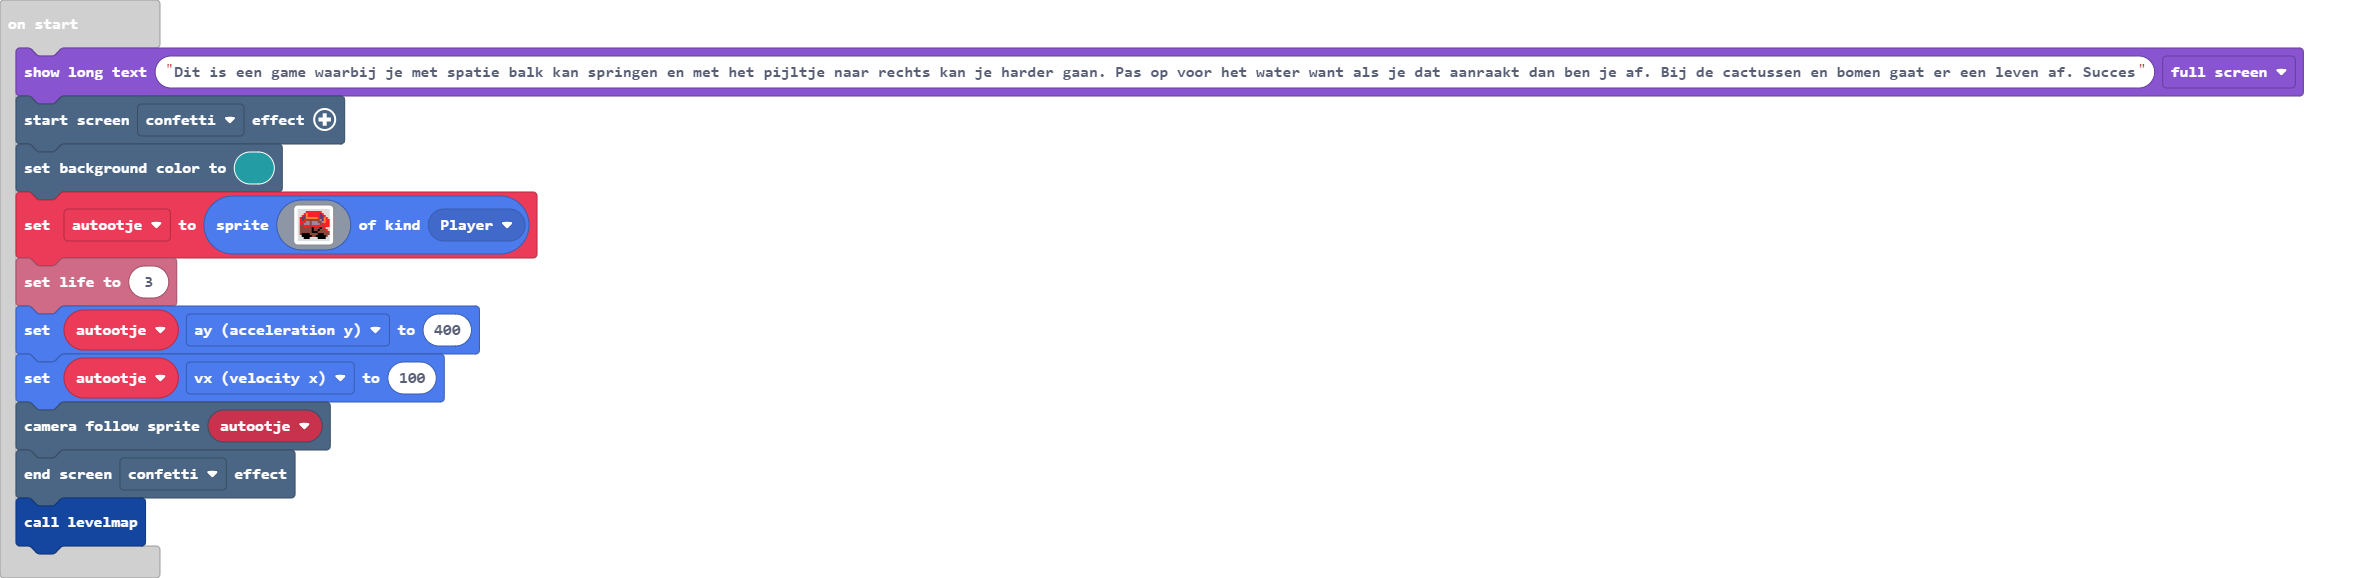 on start
show long text "Dit is een game waarbij je met spatie balk kan springen en met het pijltje naar rechts kan je harder gaan. Pas op voor het water want als je dat aanraakt dan ben je af. Bij de cactussen en bomen gaat er een leven af. Succes" full screen
start screen confetti effect
set background color to
set autootje to sprite of kind Player
set life to 3
set autootje ay (acceleration y) to 400
set autootje vx (velocity x) to 100
camera follow sprite autootje
end screen confetti effect
call levelmap